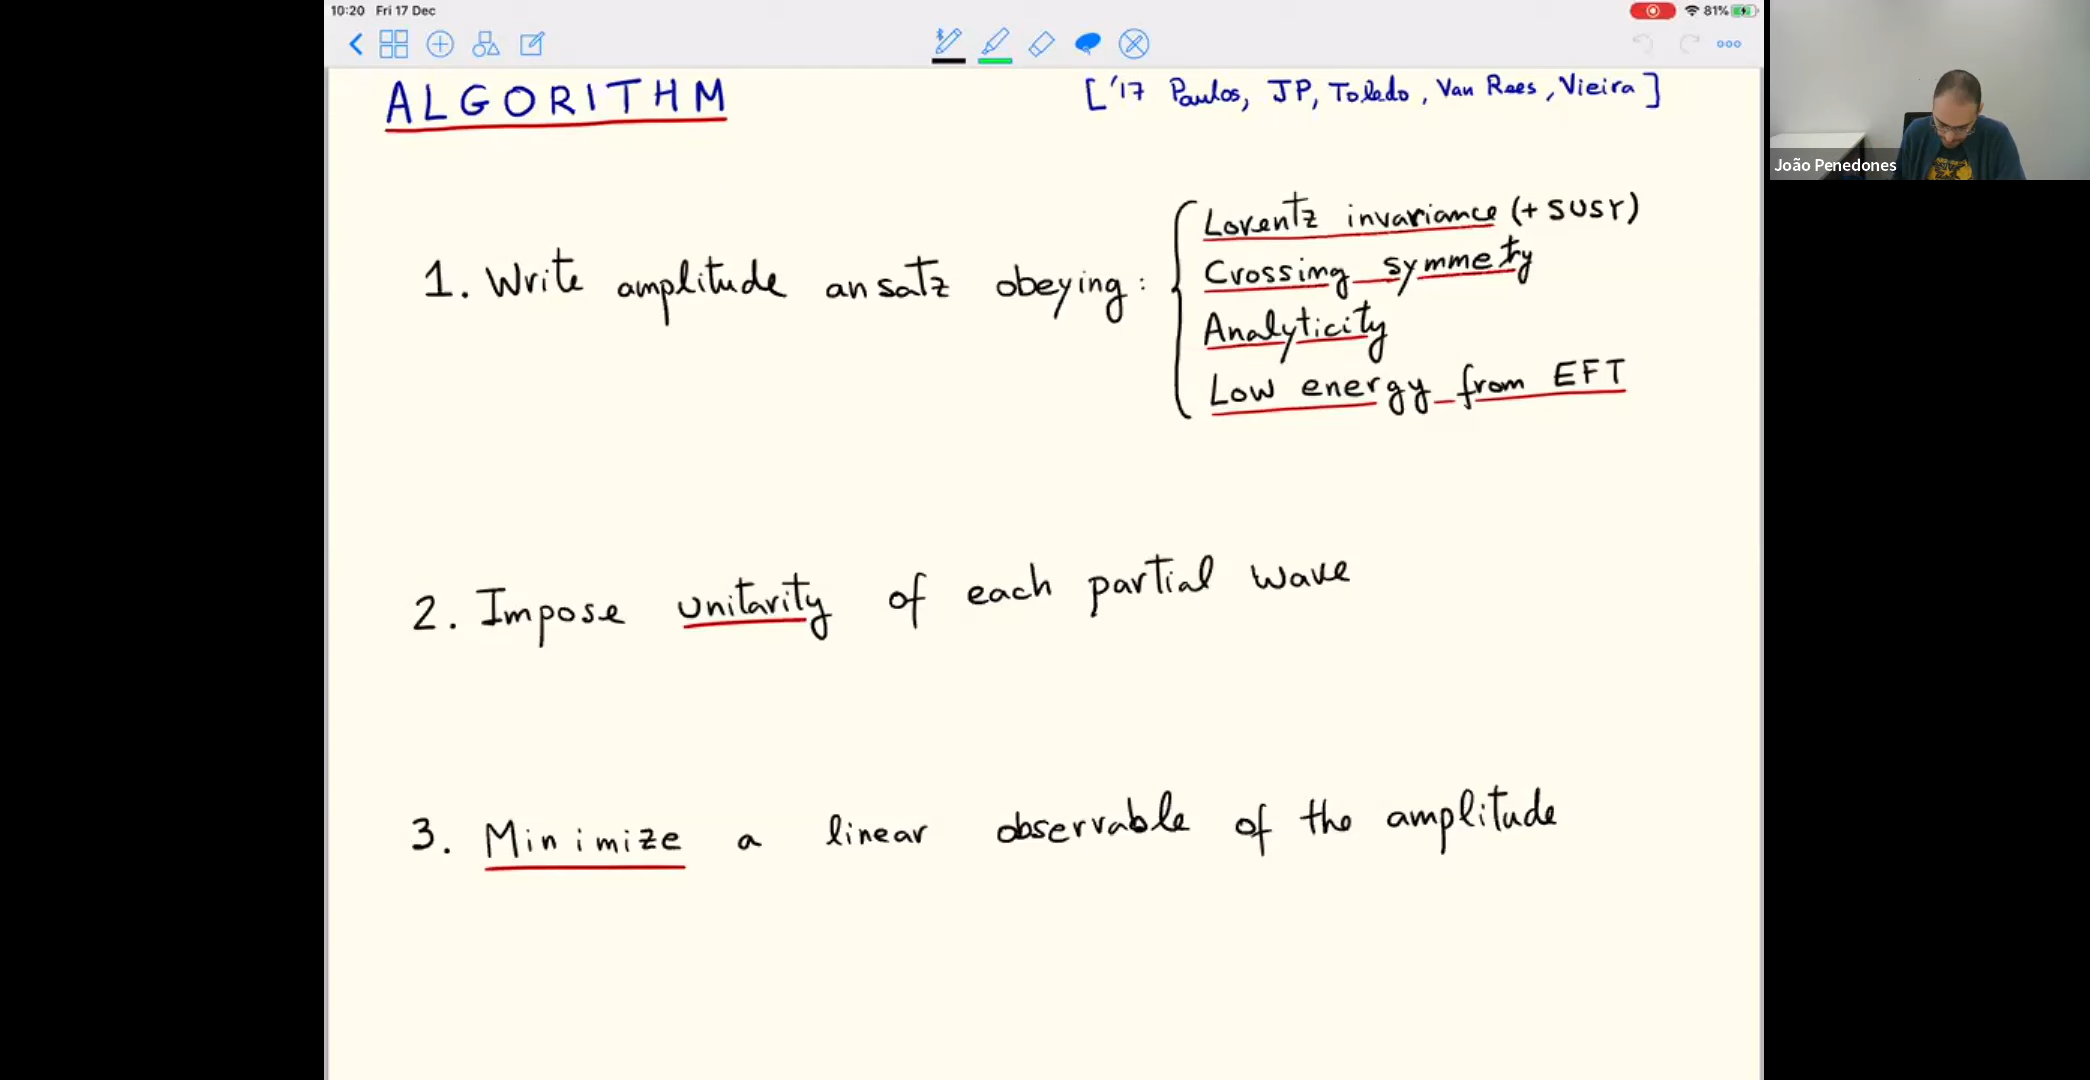 10:20 Fri 17 Dec
81%
ALGORITHM
['17 Paulos, JP, Toledo, Van Rees, Vieira]
João Penedones
1. Write amplitude ansatz obeying:
Lorentz invariance (+ SUSY)
Crossing symmetry
Analyticity
Low energy from EFT
2. Impose unitarity of each partial wave
3. Minimize a linear observable of the amplitude